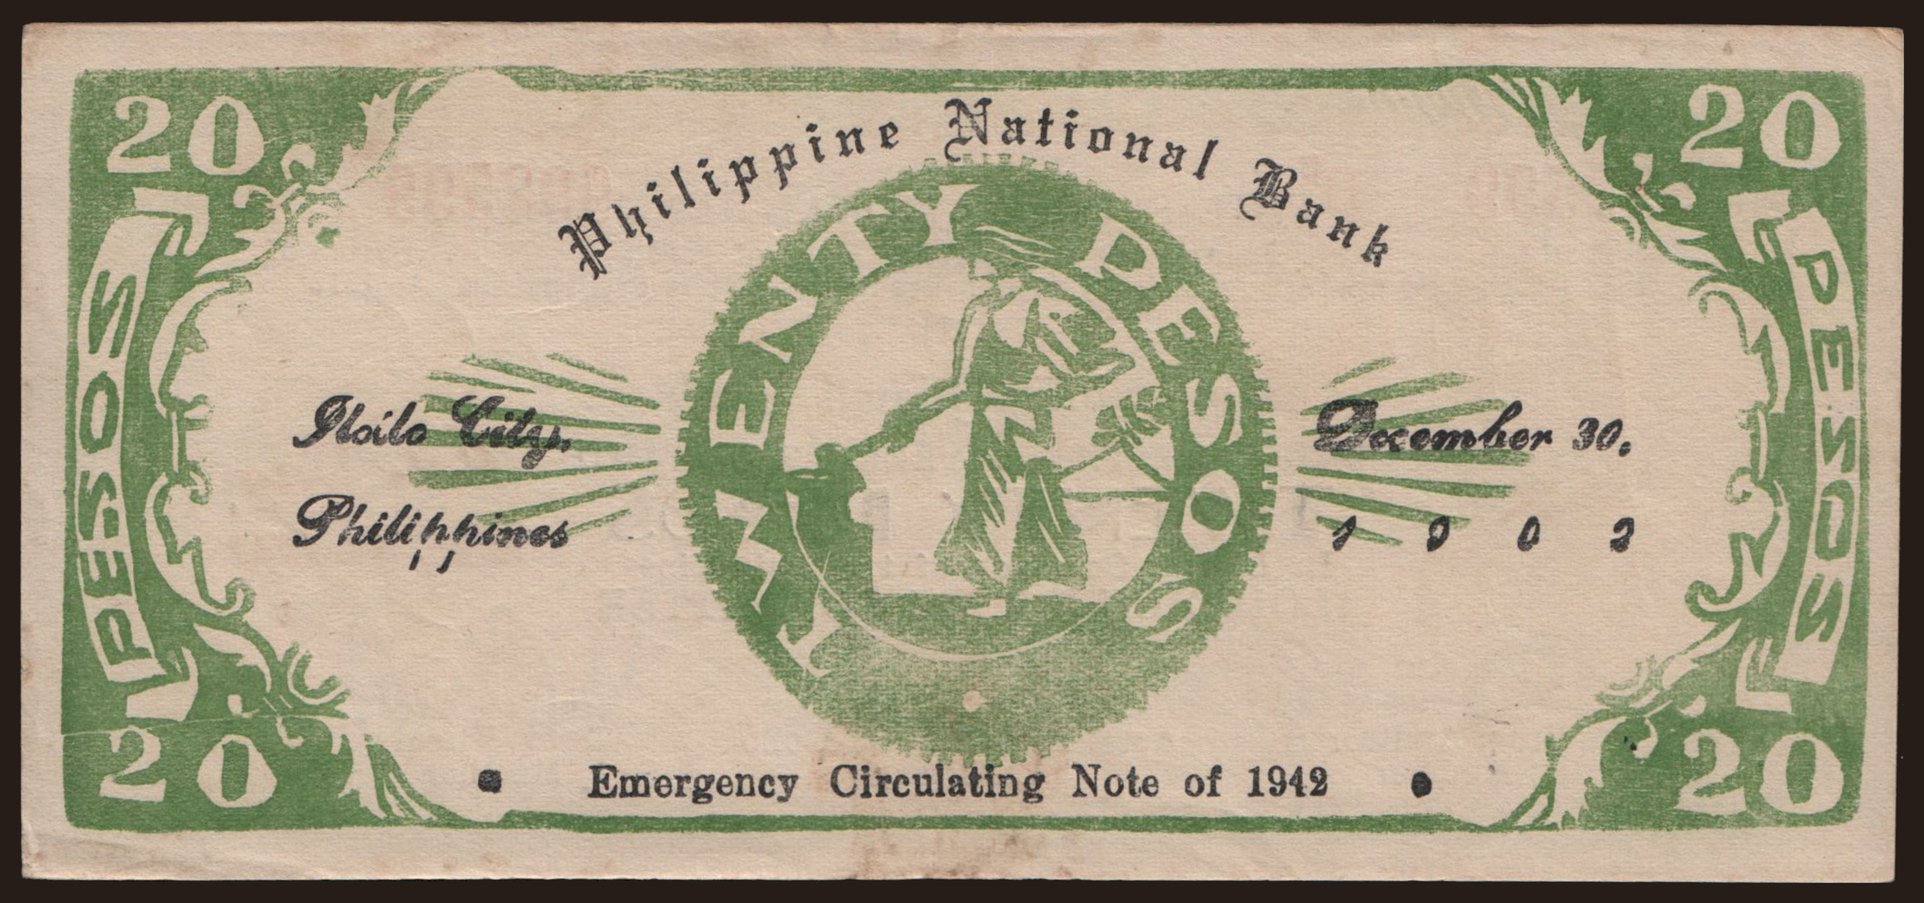 20 20
Philippine National Bank
TWENTY PESOS
PESOS
PESOS
Iloilo City,
Philippines
December 30,
1 9 0 2
20 20
Emergency Circulating Note of 1942